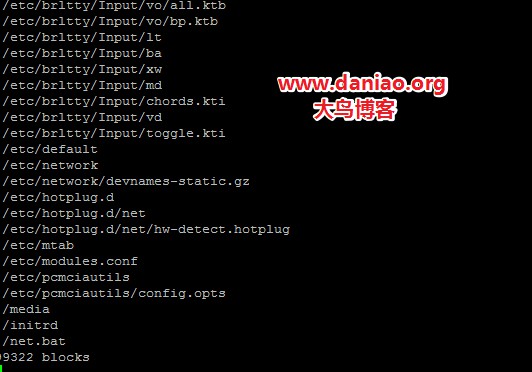 /etc/brltty/Input/vo/all.ktb
/etc/brltty/Input/vo/bp.ktb
/etc/brltty/Input/lt
/etc/brltty/Input/ba
/etc/brltty/Input/xw
/etc/brltty/Input/md
/etc/brltty/Input/chords.kti
/etc/brltty/Input/vd
/etc/brltty/Input/toggle.kti
/etc/default
/etc/network
/etc/network/devnames-static.gz
/etc/hotplug.d
/etc/hotplug.d/net
/etc/hotplug.d/net/hw-detect.hotplug
/etc/mtab
/etc/modules.conf
/etc/pcmciautils
/etc/pcmciautils/config.opts
/media
/initrd
/net.bat
99322 blocks
www.daniao.org
大鸟博客